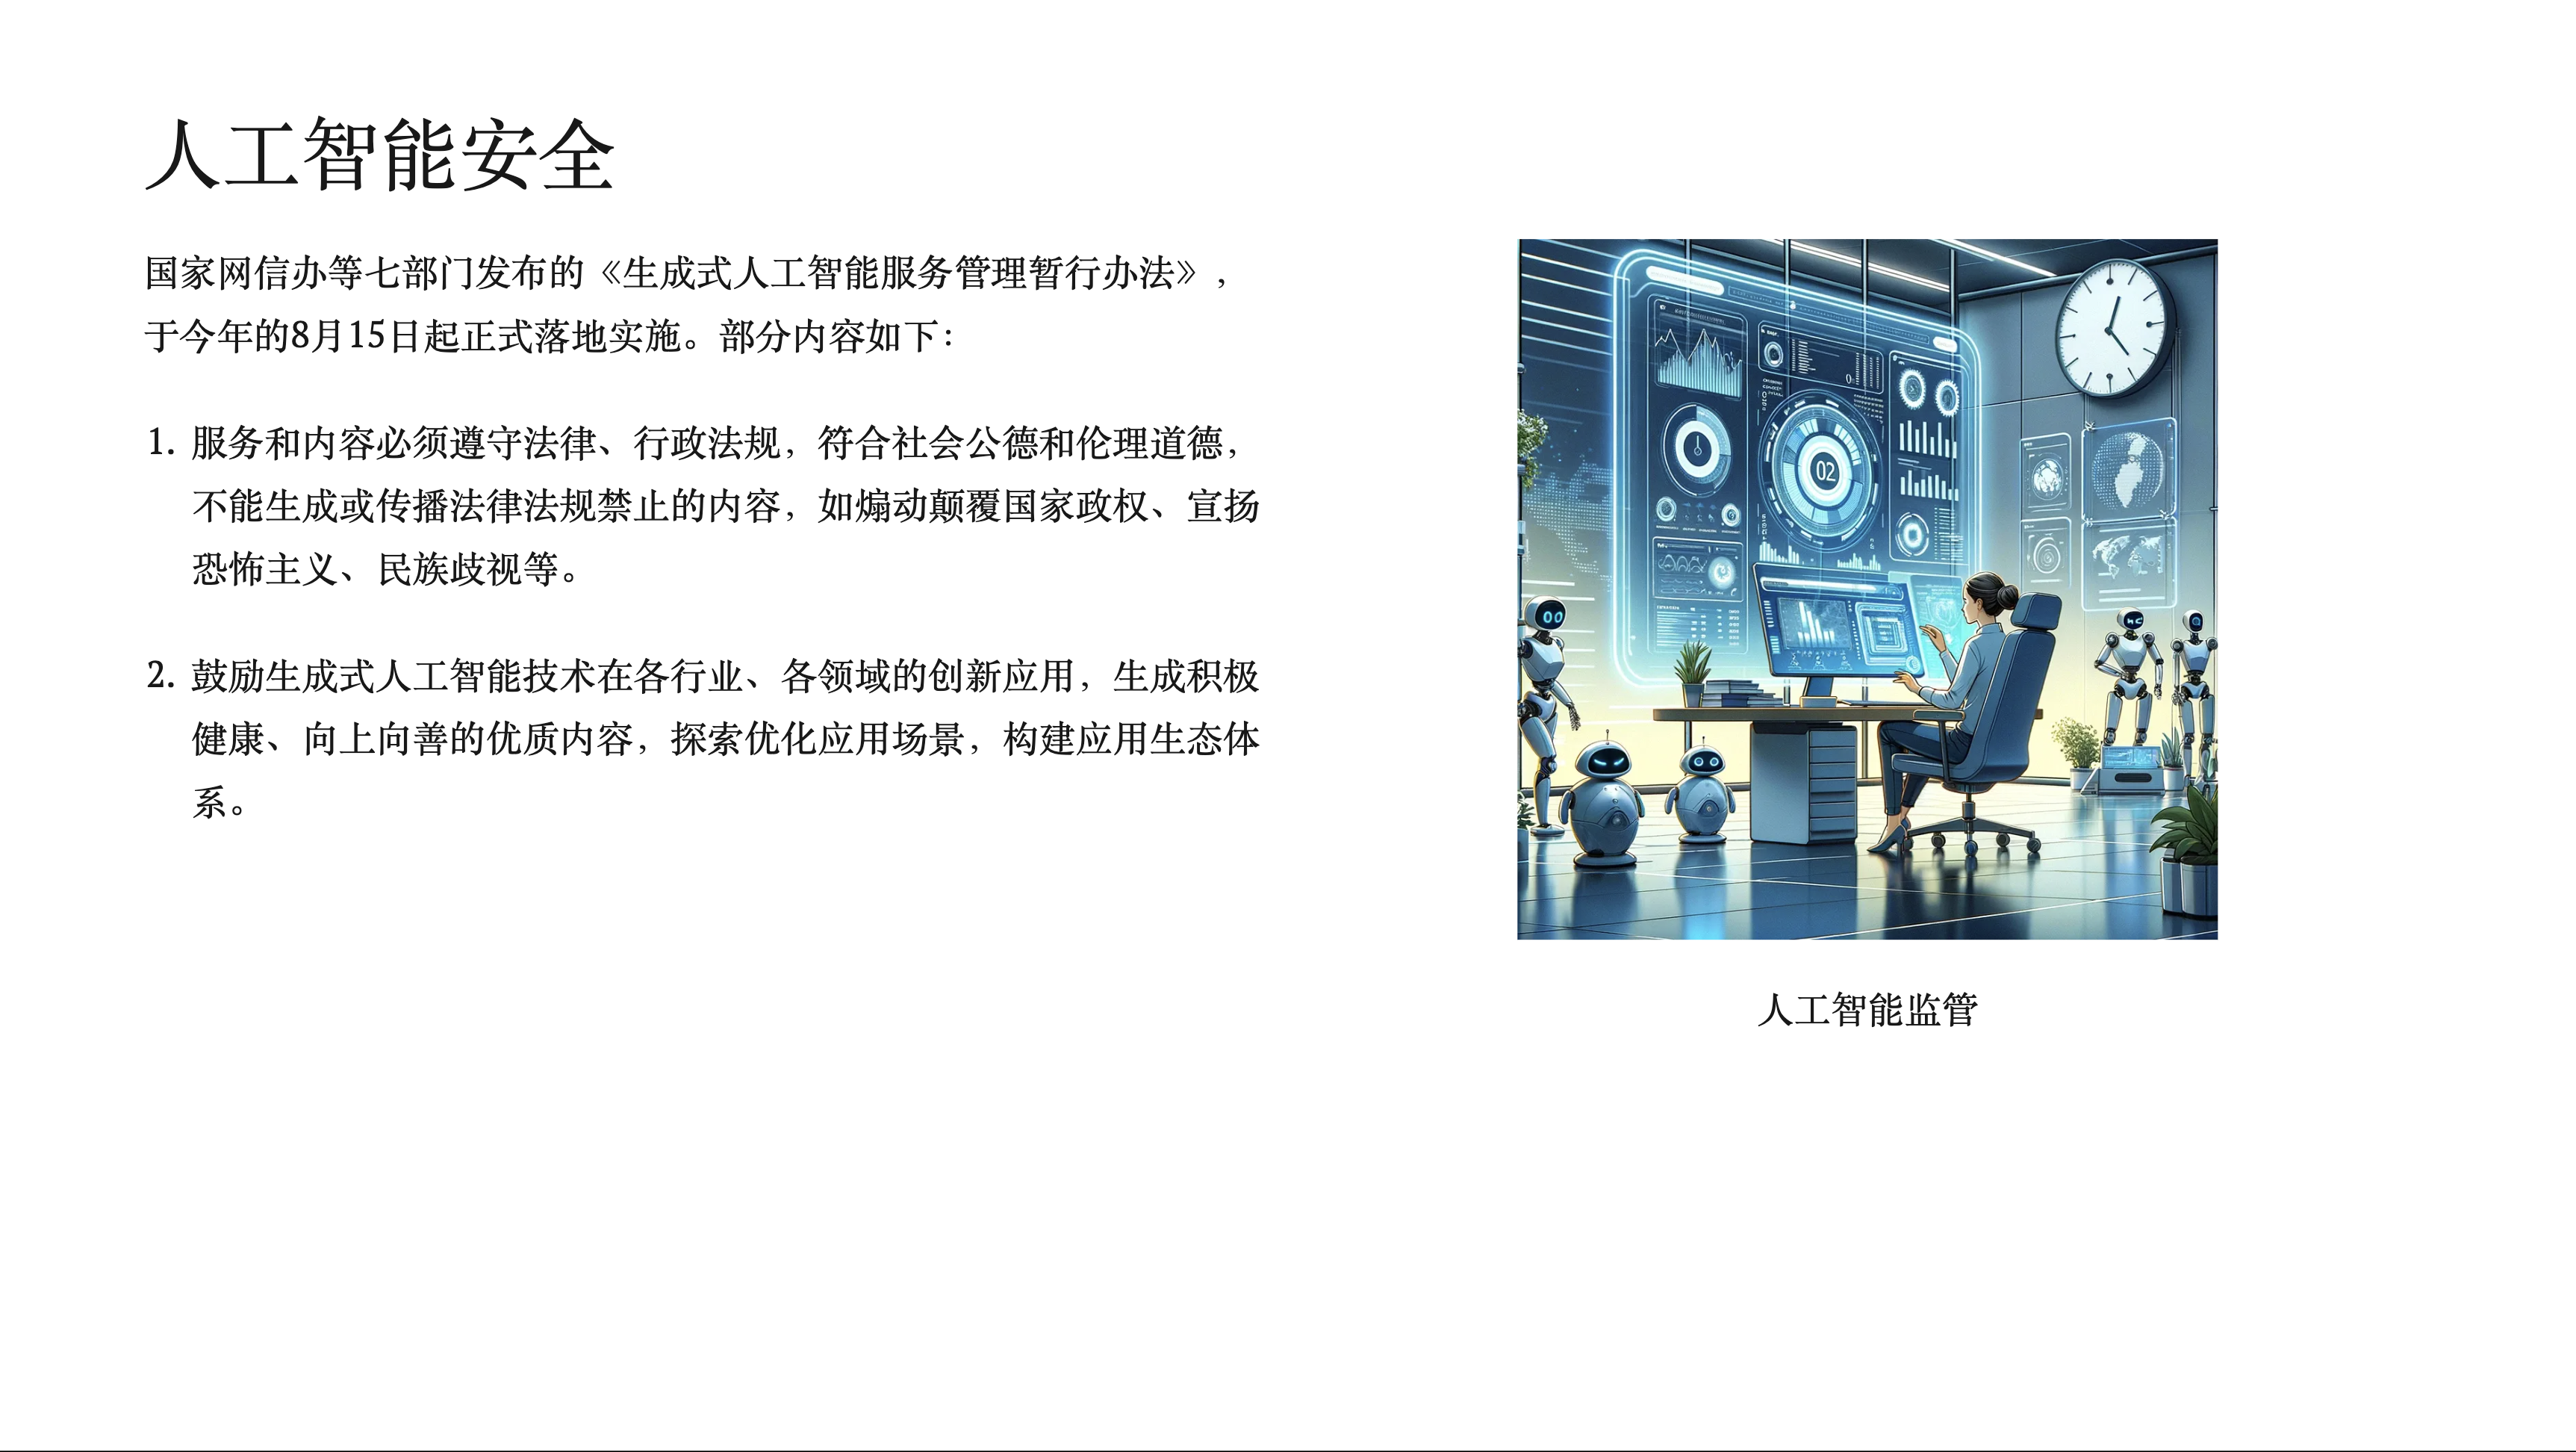 人工智能安全
国家网信办等七部门发布的《生成式人工智能服务管理暂行办法》，
于今年的8月15日起正式落地实施。部分内容如下：
1. 服务和内容必须遵守法律、行政法规，符合社会公德和伦理道德，
不能生成或传播法律法规禁止的内容，如煽动颠覆国家政权、宣扬
恐怖主义、民族歧视等。
2. 鼓励生成式人工智能技术在各行业、各领域的创新应用，生成积极
健康、向上向善的优质内容，探索优化应用场景，构建应用生态体
系。
02
人工智能监管